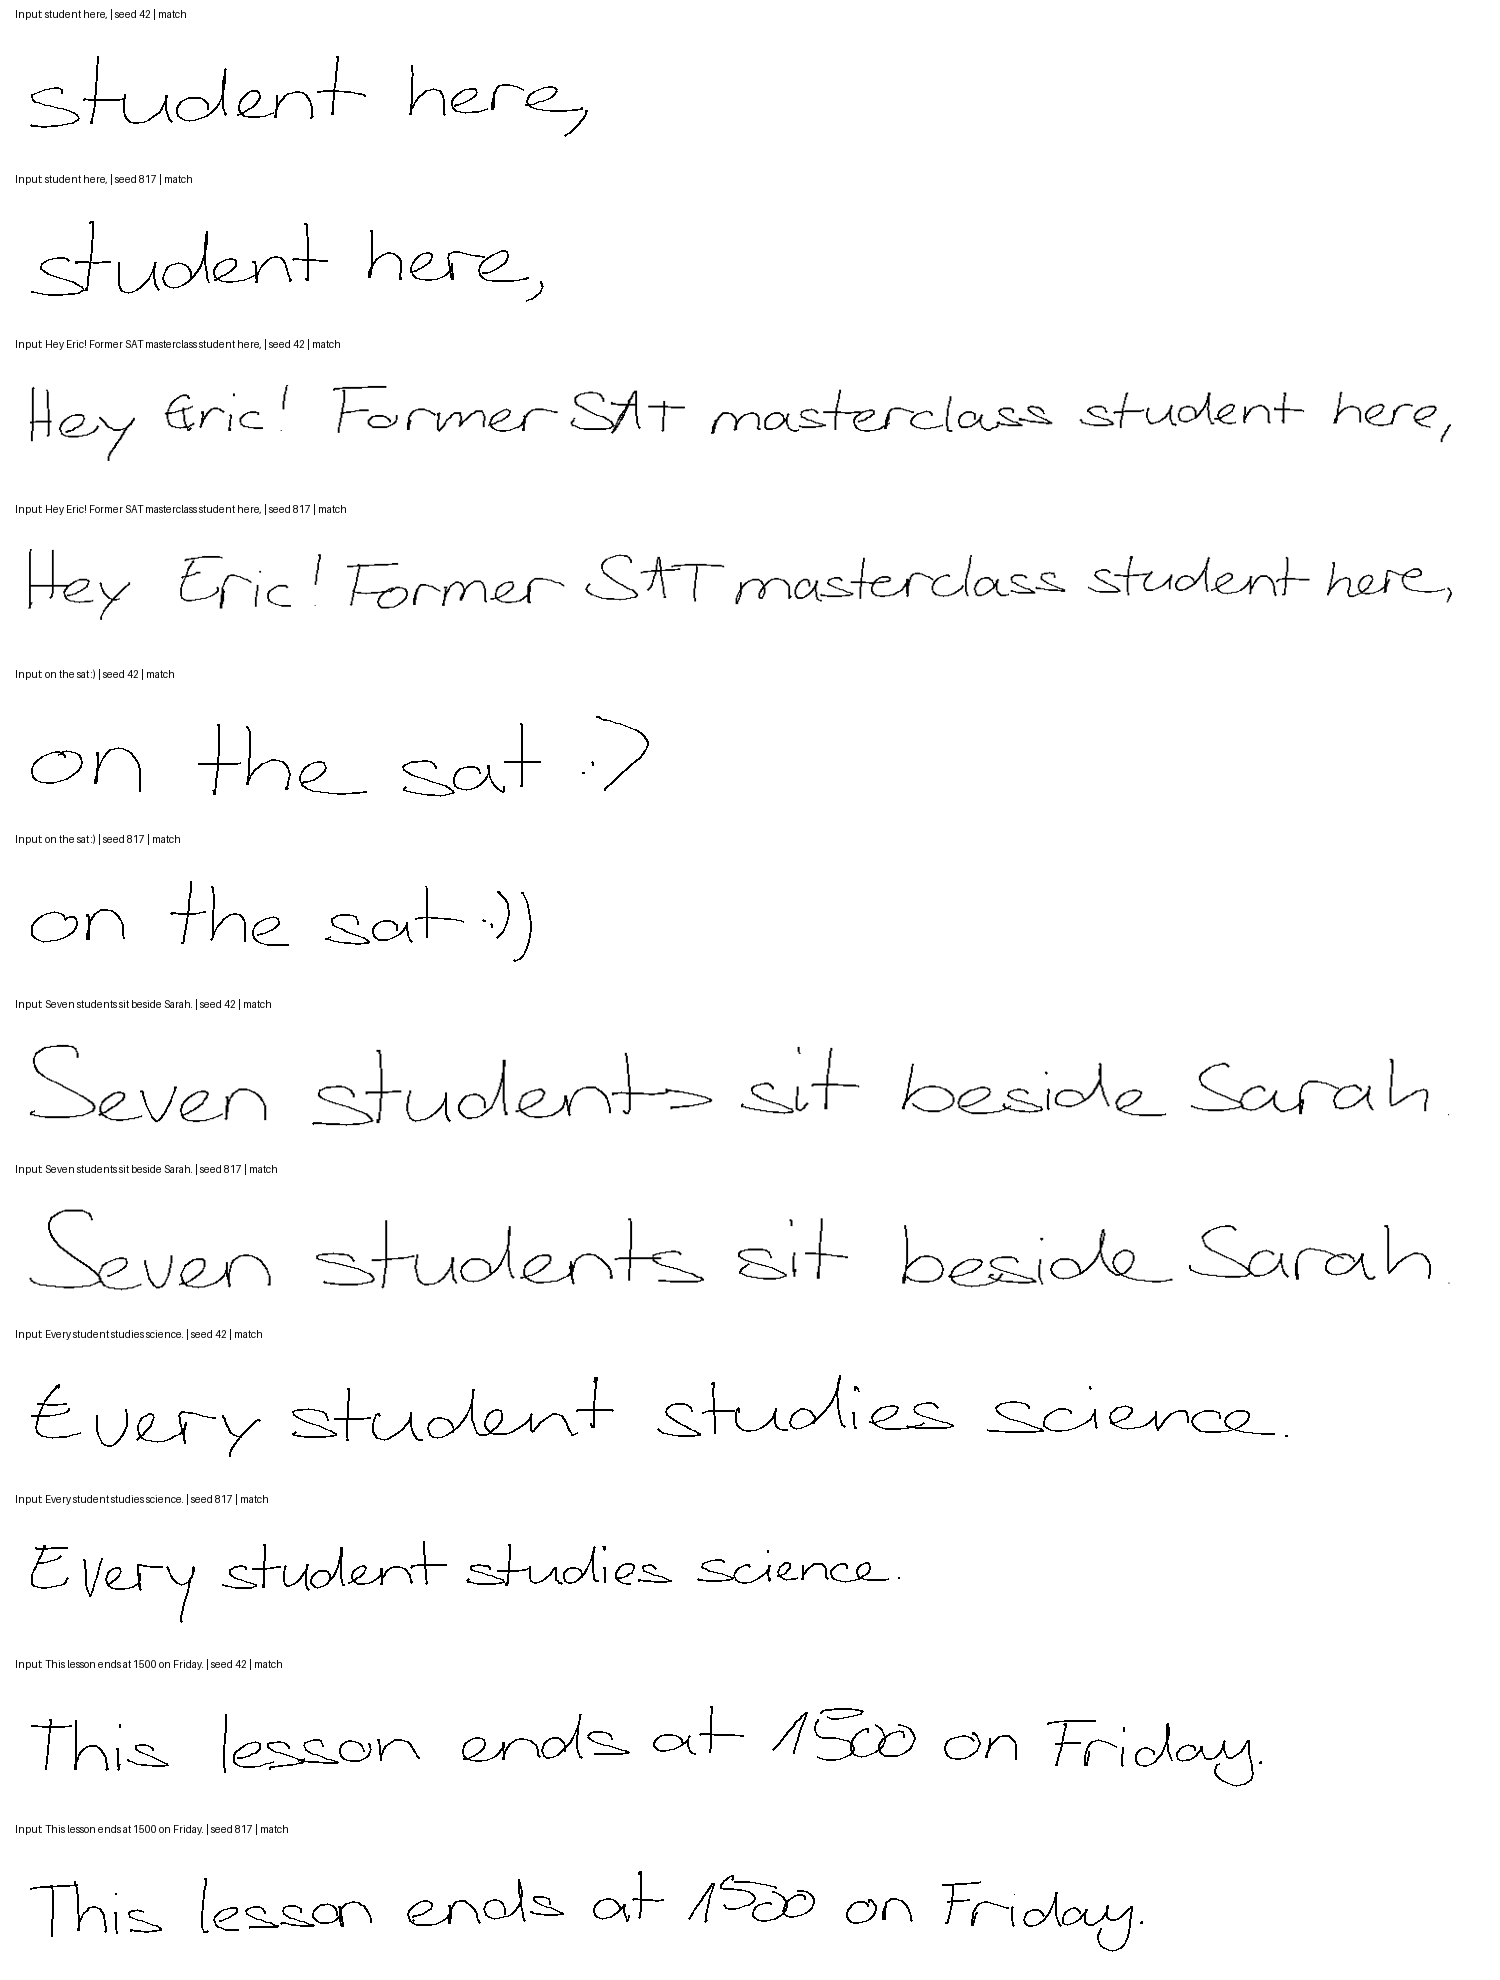 Input: student here, | seed 42 | match
student here,
Input: student here, | seed 817 | match
student here,
Input: Hey Eric! Former SAT masterclass student here, | seed 42 | match
Hey Eric! Former SAT masterclass student here,
Input: Hey Eric! Former SAT masterclass student here, | seed 817 | match
Hey Eric! Former SAT masterclass student here,
Input: on the sat :) | seed 42 | match
on the sat :)
Input: on the sat :) | seed 817 | match
on the sat :))
Input: Seven students sit beside Sarah. | seed 42 | match
Seven students sit beside Sarah.
Input: Seven students sit beside Sarah. | seed 817 | match
Seven students sit beside Sarah.
Input: Every student studies science. | seed 42 | match
Every student studies science.
Input: Every student studies science. | seed 817 | match
Every student studies science.
Input: This lesson ends at 1500 on Friday. | seed 42 | match
This lesson ends at 1500 on Friday.
Input: This lesson ends at 1500 on Friday. | seed 817 | match
This lesson ends at 1500 on Friday.